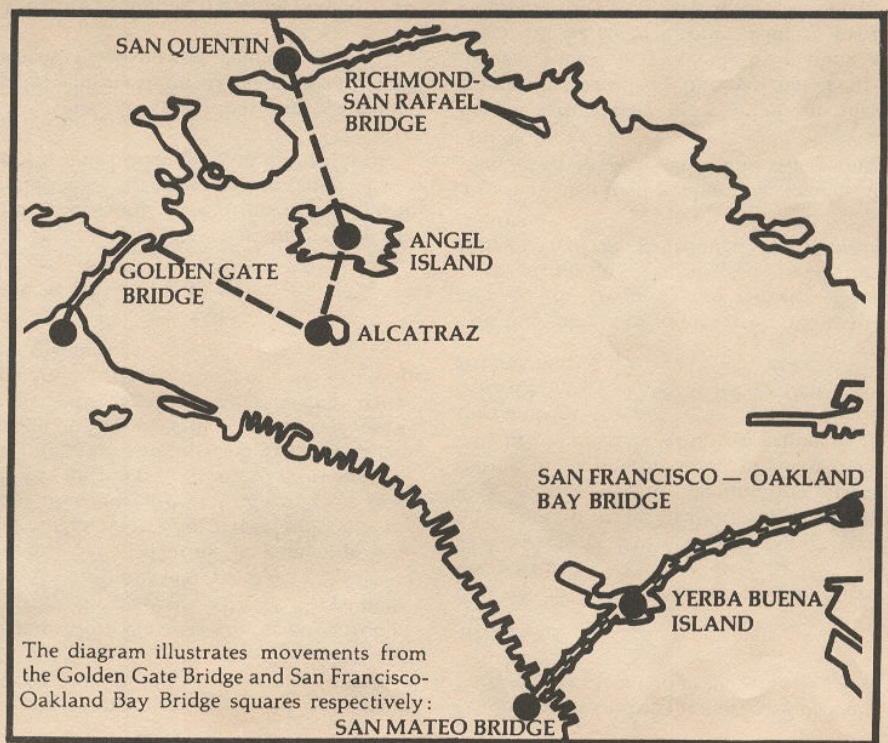 SAN QUENTIN
RICHMOND-
SAN RAFAEL
BRIDGE
ANGEL
ISLAND
GOLDEN GATE
BRIDGE
ALCATRAZ
SAN FRANCISCO — OAKLAND
BAY BRIDGE
YERBA BUENA
ISLAND
The diagram illustrates movements from
the Golden Gate Bridge and San Francisco-
Oakland Bay Bridge squares respectively:
SAN MATEO BRIDGE